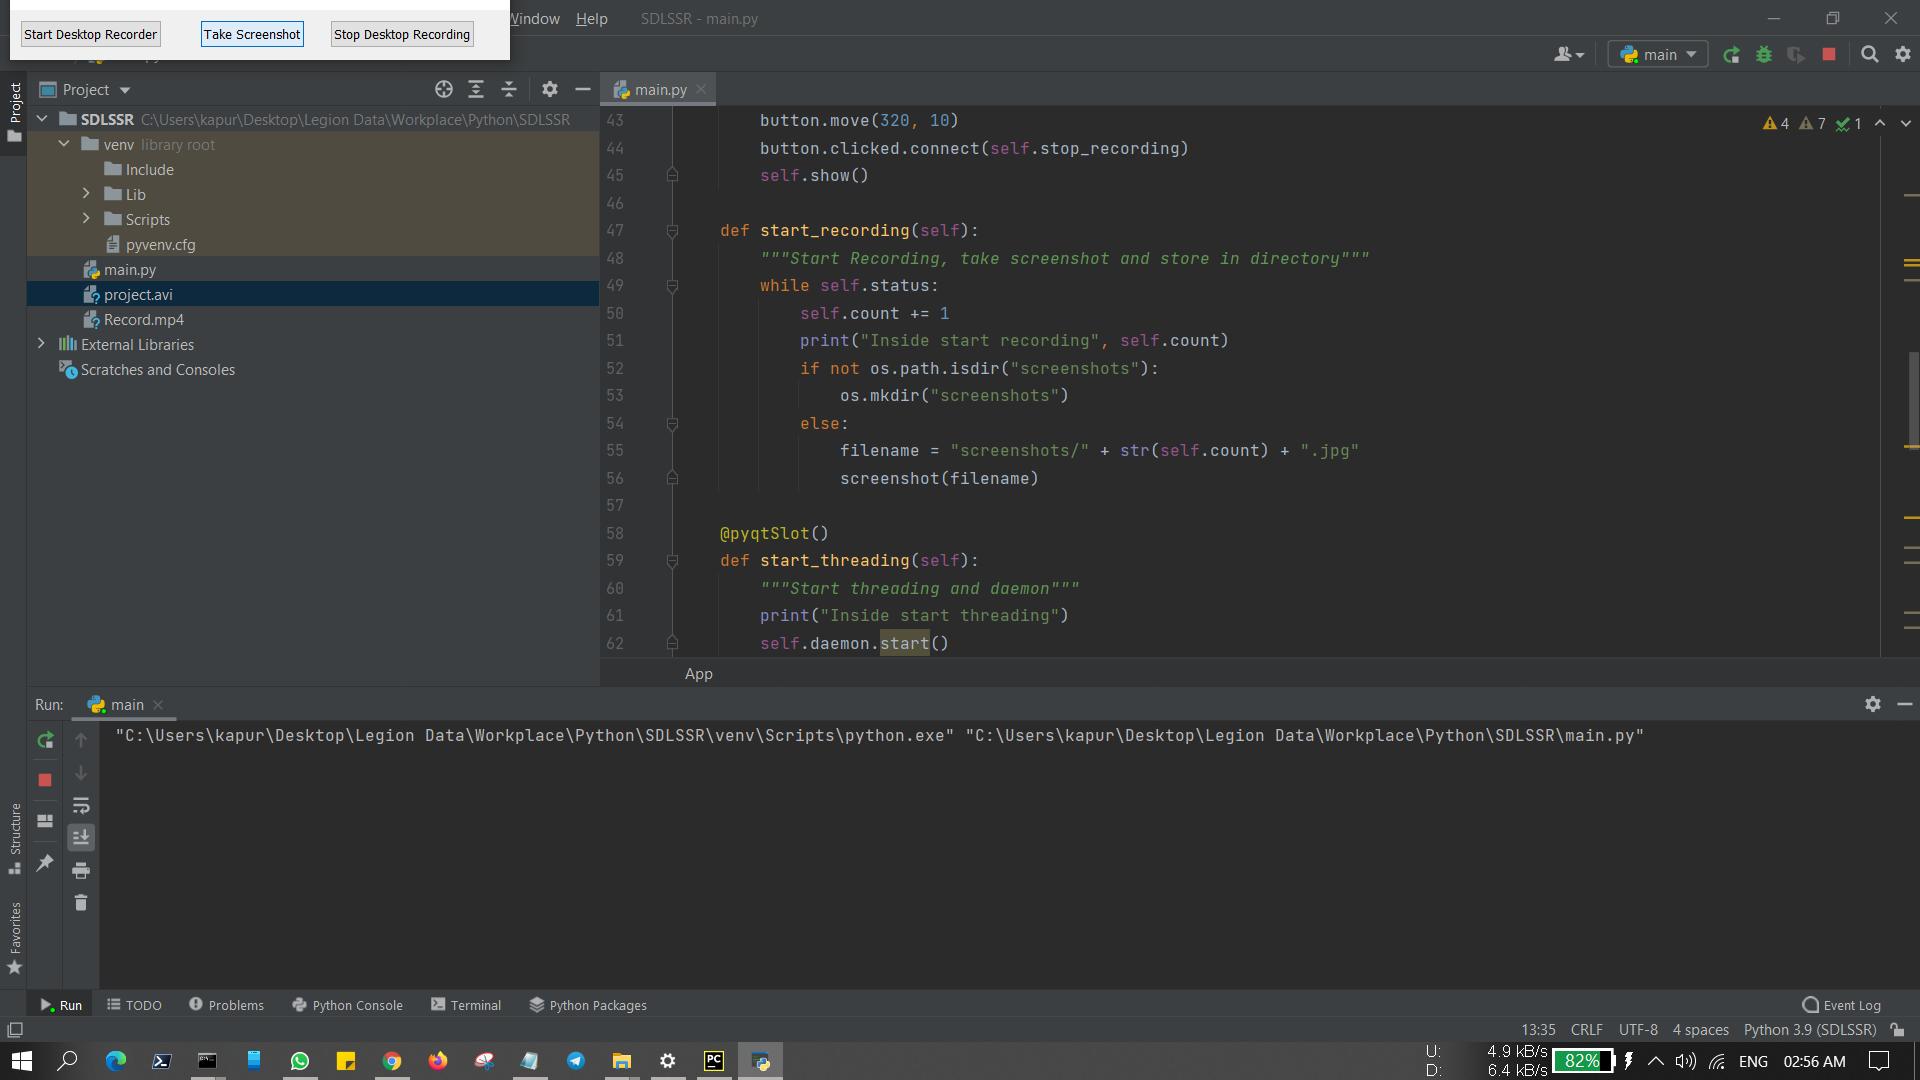 Start Desktop Recorder
Take Screenshot
Stop Desktop Recording
Window
Help
SDLSSR - main.py
main
Project
main.py
Project
SDLSSR C:\Users\kapur\Desktop\Legion Data\Workplace\Python\SDLSSR
venv library root
Include
Lib
Scripts
pyvenv.cfg
main.py
project.avi
Record.mp4
External Libraries
Scratches and Consoles
4 7 1
43 button.move(320, 10)
44 button.clicked.connect(self.stop_recording)
45 self.show()
46
47 def start_recording(self):
48 """Start Recording, take screenshot and store in directory"""
49 while self.status:
50 self.count += 1
51 print("Inside start recording", self.count)
52 if not os.path.isdir("screenshots"):
53 os.mkdir("screenshots")
54 else:
55 filename = "screenshots/" + str(self.count) + ".jpg"
56 screenshot(filename)
57
58 @pyqtSlot()
59 def start_threading(self):
60 """Start threading and daemon"""
61 print("Inside start threading")
62 self.daemon.start()
App
Run: main
"C:\Users\kapur\Desktop\Legion Data\Workplace\Python\SDLSSR\venv\Scripts\python.exe" "C:\Users\kapur\Desktop\Legion Data\Workplace\Python\SDLSSR\main.py"
Structure
Favorites
Run TODO Problems Python Console Terminal Python Packages Event Log
13:35 CRLF UTF-8 4 spaces Python 3.9 (SDLSSR)
U: 4.9 kB/s
D: 6.4 kB/s
82%
ENG 02:56 AM
PC